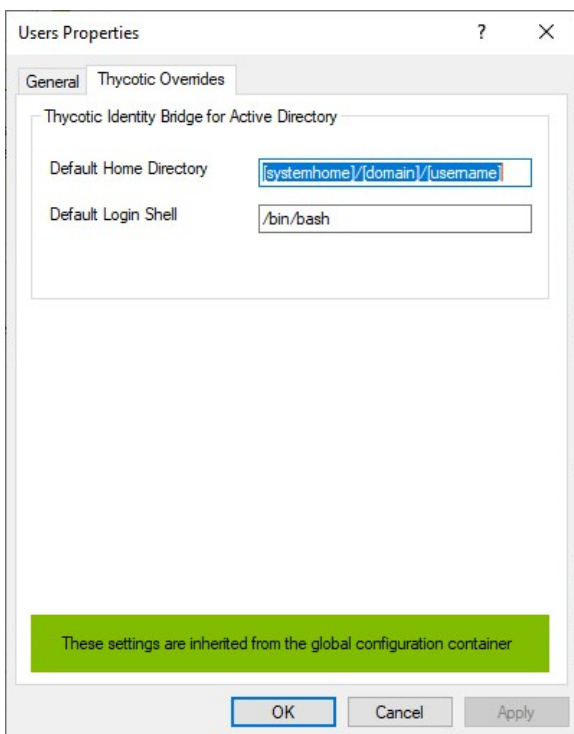 Users Properties
?
General
Thycotic Overrides
Thycotic Identity Bridge for Active Directory
Default Home Directory
[systemhome]/[domain]/[username]
Default Login Shell
/bin/bash
These settings are inherited from the global configuration container
OK
Cancel
Apply